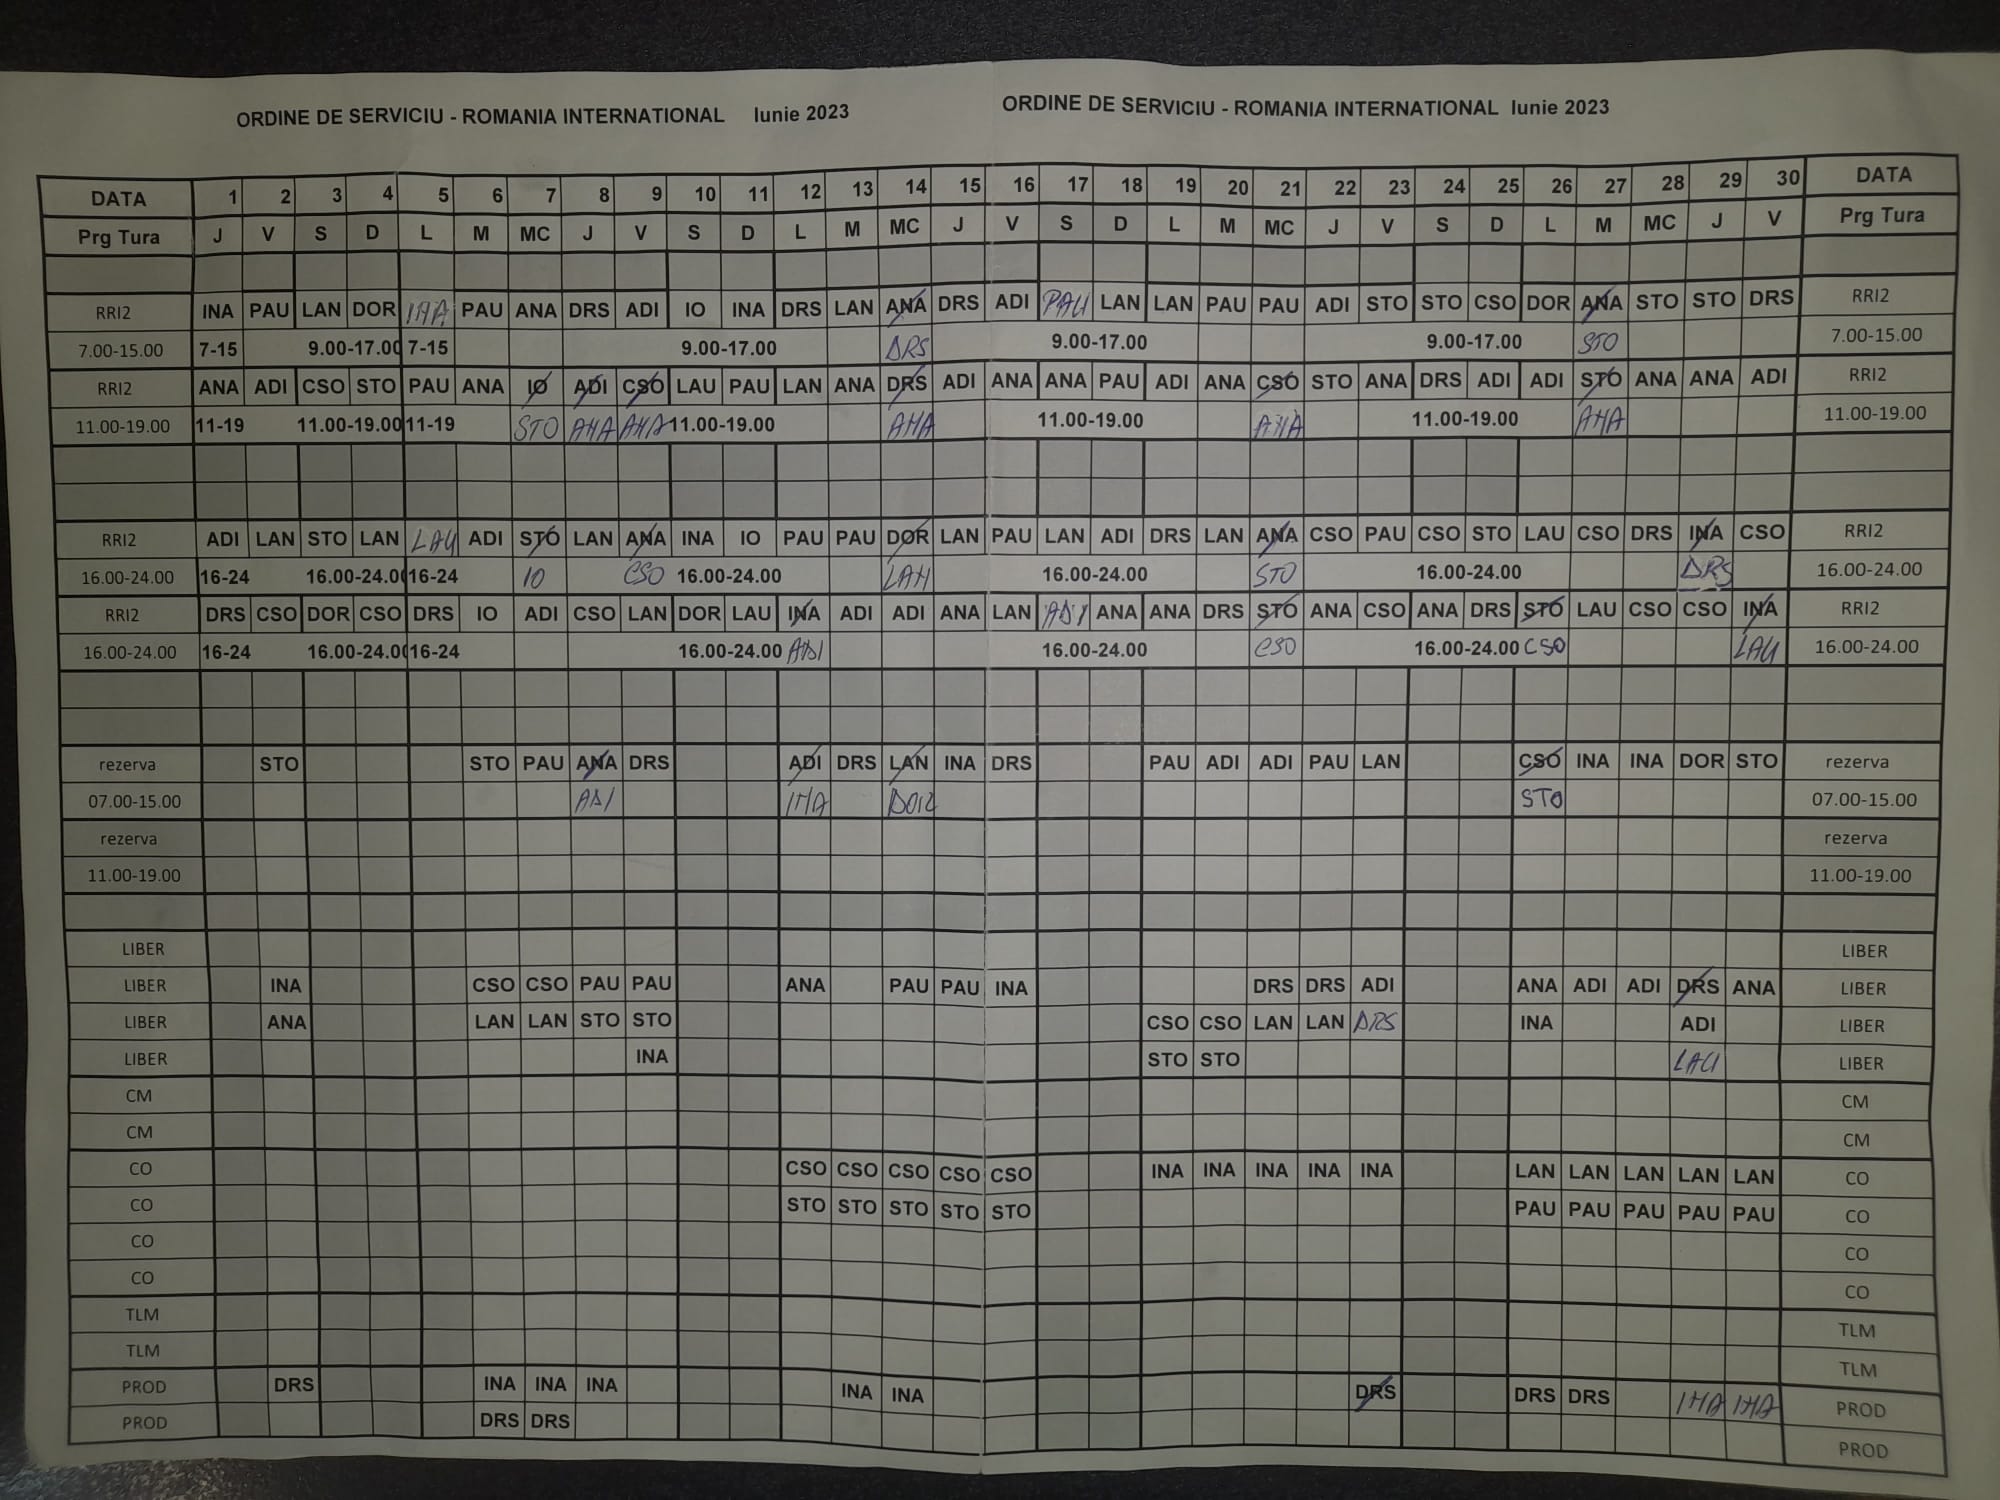 ORDINE DE SERVICIU - ROMANIA INTERNATIONAL Iunie 2023 ORDINE DE SERVICIU - ROMANIA INTERNATIONAL Iunie 2023
DATA 1 2 3 4 5 6 7 8 9 10 11 12 13 14 15 16 17 18 19 20 21 22 23 24 25 26 27 28 29 30 DATA
Prg Tura J V S D L M MC J V S D L M MC J V S D L M MC J V S D L M MC J V Prg Tura
RRI2 INA PAU LAN DOR INA PAU ANA DRS ADI IO INA DRS LAN ANA DRS ADI PAU LAN LAN PAU PAU ADI STO STO CSO DOR ANA STO STO DRS RRI2
7.00-15.00 7-15 9.00-17.00 7-15 9.00-17.00 DRS 9.00-17.00 9.00-17.00 STO 7.00-15.00
RRI2 ANA ADI CSO STO PAU ANA IO ADI CSO LAU PAU LAN ANA DRS ADI ANA ANA PAU ADI ANA CSO STO ANA DRS ADI ADI STO ANA ANA ADI RRI2
11.00-19.00 11-19 11.00-19.00 11-19 STO ANA ANA 11.00-19.00 ANA 11.00-19.00 ANA 11.00-19.00 ANA 11.00-19.00
RRI2 ADI LAN STO LAN LAU ADI STO LAN ANA INA IO PAU PAU DOR LAN PAU LAN ADI DRS LAN ANA CSO PAU CSO STO LAU CSO DRS INA CSO RRI2
16.00-24.00 16-24 16.00-24.00 16-24 IO CSO 16.00-24.00 LAN 16.00-24.00 STO 16.00-24.00 DRS 16.00-24.00
RRI2 DRS CSO DOR CSO DRS IO ADI CSO LAN DOR LAU INA ADI ADI ANA LAN ADI ANA ANA DRS STO ANA CSO ANA DRS STO LAU CSO CSO INA RRI2
16.00-24.00 16-24 16.00-24.00 16-24 16.00-24.00 ADI 16.00-24.00 CSO 16.00-24.00 CSO LAU 16.00-24.00
rezerva STO STO PAU ANA DRS ADI DRS LAN INA DRS PAU ADI ADI PAU LAN CSO INA INA DOR STO rezerva
07.00-15.00 ADI INA DOR STO 07.00-15.00
rezerva rezerva
11.00-19.00 11.00-19.00
LIBER LIBER
LIBER INA CSO CSO PAU PAU ANA PAU PAU INA DRS DRS ADI ANA ADI ADI DRS ANA LIBER
LIBER ANA LAN LAN STO STO CSO CSO LAN LAN DRS INA ADI LIBER
LIBER INA STO STO LAU LIBER
CM CM
CM CM
CO CSO CSO CSO CSO CSO INA INA INA INA INA LAN LAN LAN LAN LAN CO
CO STO STO STO STO STO PAU PAU PAU PAU PAU CO
CO CO
CO CO
TLM TLM
TLM TLM
PROD DRS INA INA INA INA INA DRS DRS DRS INA INA PROD
PROD DRS DRS PROD